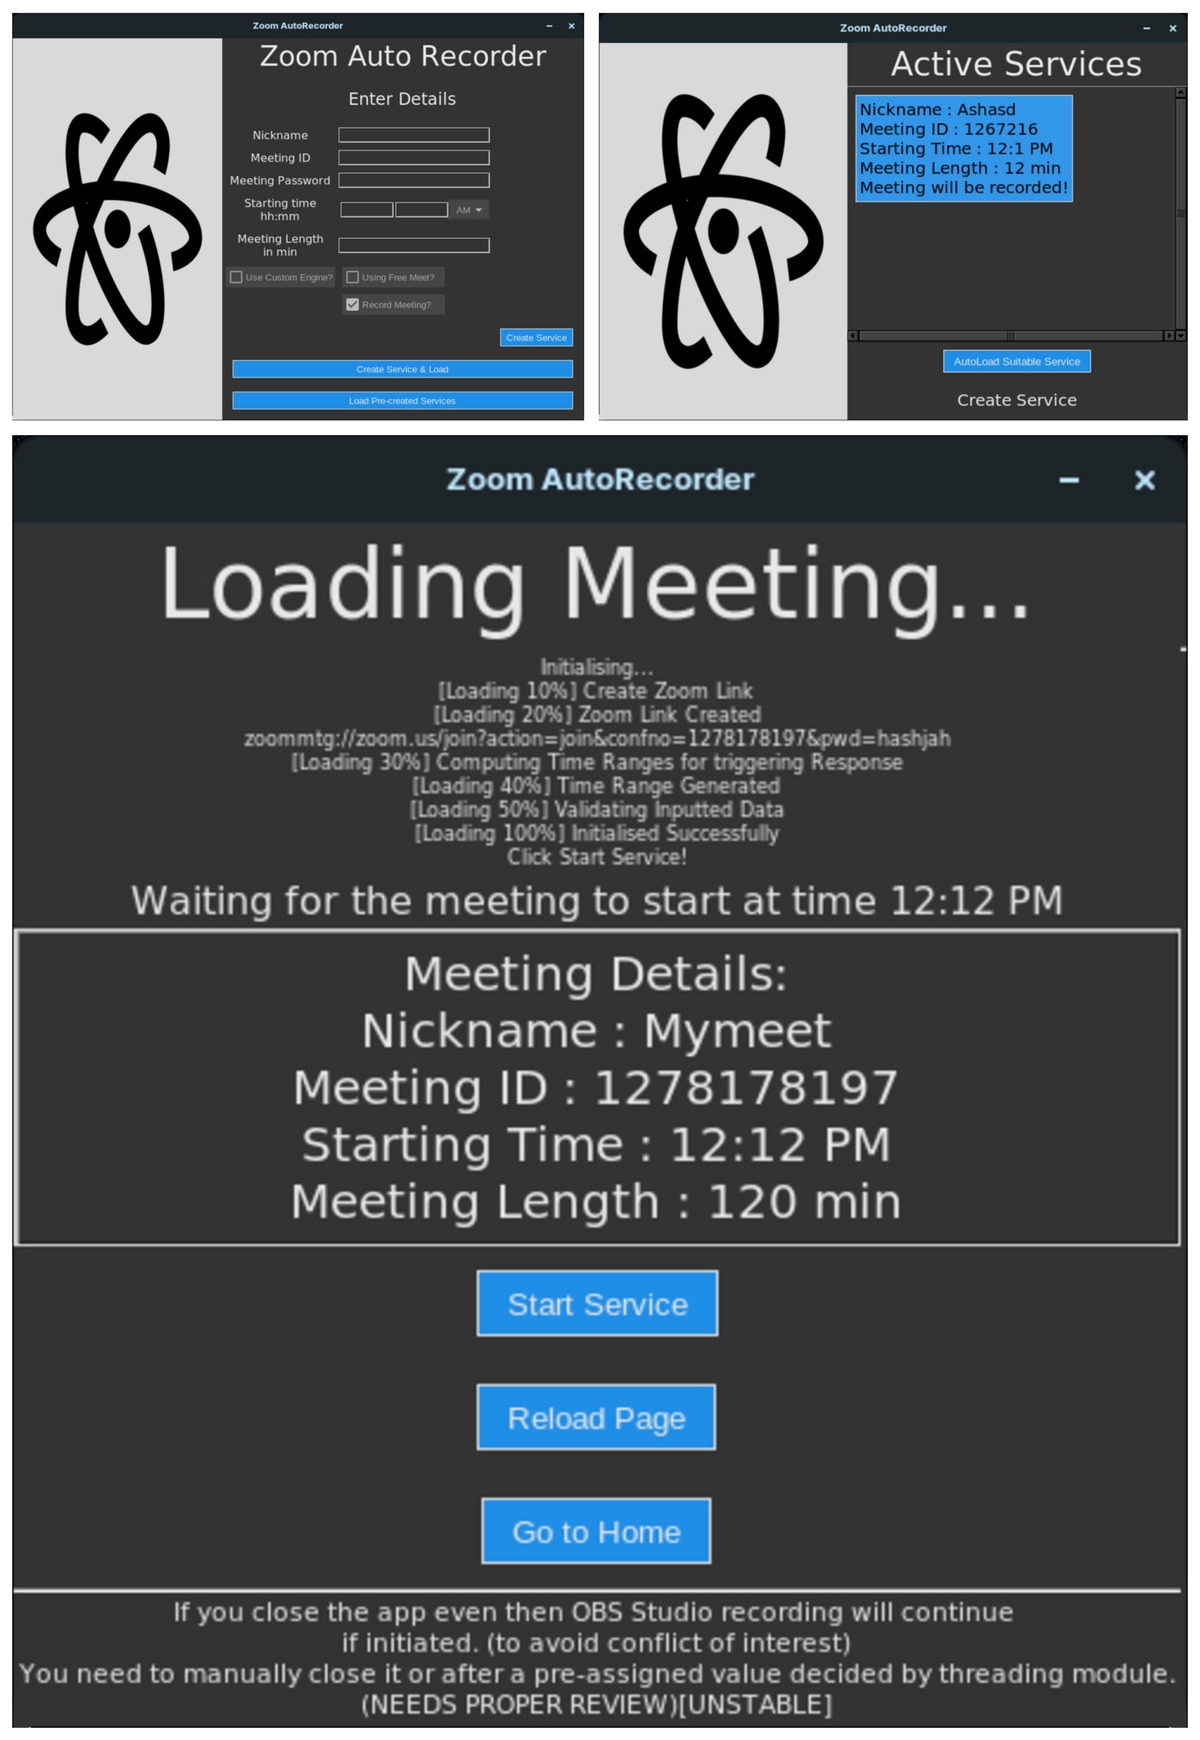 Zoom AutoRecorder
Zoom Auto Recorder
Enter Details
Nickname
Meeting ID
Meeting Password
Starting time
hh:mm
AM
Meeting Length
in min
Use Custom Engine?
Using Free Meet?
Record Meeting?
Create Service
Create Service & Load
Load Pre-created Services
Zoom AutoRecorder
Active Services
Nickname : Ashasd
Meeting ID : 1267216
Starting Time : 12:1 PM
Meeting Length : 12 min
Meeting will be recorded!
AutoLoad Suitable Service
Create Service
Zoom AutoRecorder
Loading Meeting...
Initialising...
[Loading 10%] Create Zoom Link
[Loading 20%] Zoom Link Created
zoommtg://zoom.us/join?action=join&confno=1278178197&pwd=hashjah
[Loading 30%] Computing Time Ranges for triggering Response
[Loading 40%] Time Range Generated
[Loading 50%] Validating Inputted Data
[Loading 100%] Initialised Successfully
Click Start Service!
Waiting for the meeting to start at time 12:12 PM
Meeting Details:
Nickname : Mymeet
Meeting ID : 1278178197
Starting Time : 12:12 PM
Meeting Length : 120 min
Start Service
Reload Page
Go to Home
If you close the app even then OBS Studio recording will continue
if initiated. (to avoid conflict of interest)
You need to manually close it or after a pre-assigned value decided by threading module.
(NEEDS PROPER REVIEW)[UNSTABLE]